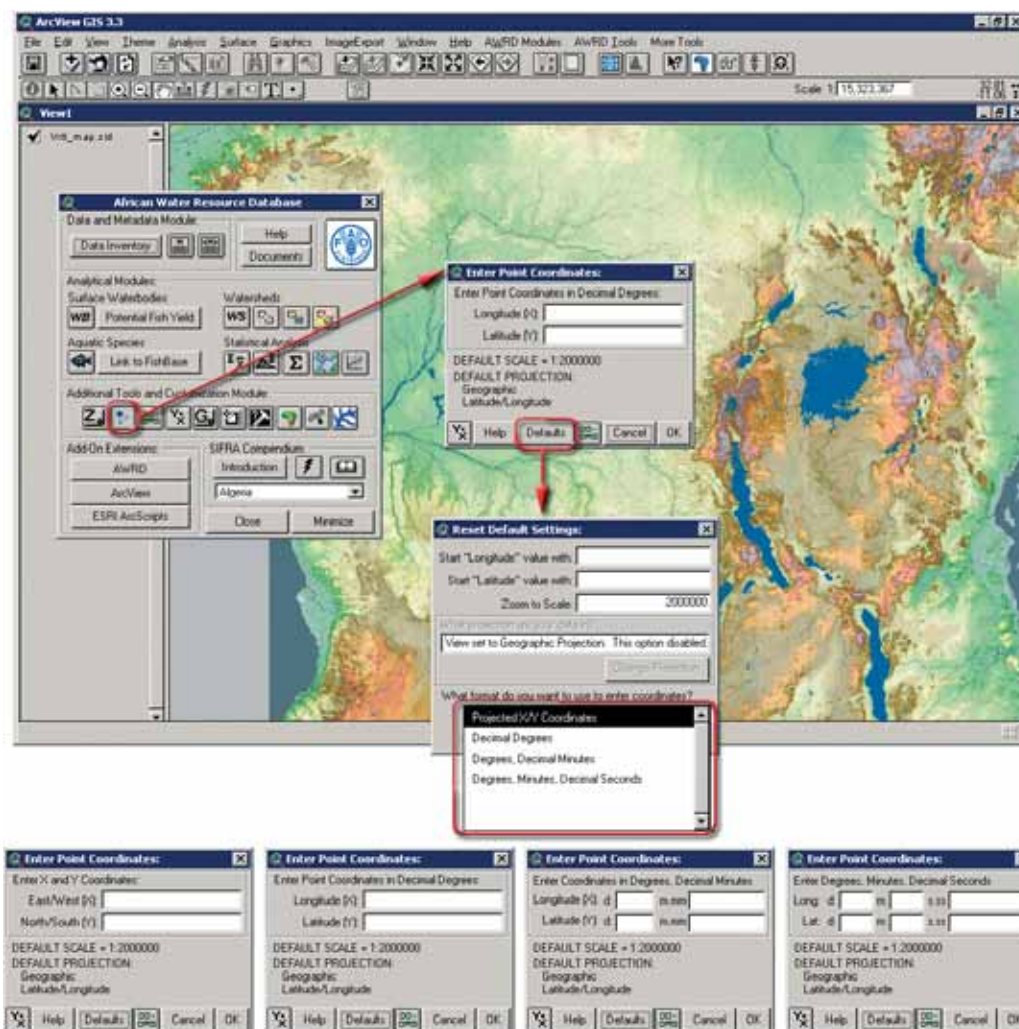 ArcView GIS 3.3
File Edit View Theme Analysis Surface Graphics ImageExport Window Help AWRD Modules AWRD Tools More Tools
Scale 1: 15,323,367
View1
African Water Resource Database
Data and Metadata Module:
Data Inventory
Help
Documents
Analytical Modules:
Surface Waterbodies
Watersheds
WB
Potential Fish Yield
WS
Aquatic Species
Statistical Analysis
Link to FishBase
Σ
Additional Tools and Customization Module:
Add-On Extensions:
SIFRA Compendium:
AWRD
Introduction
ArcView
Algeria
ESRI ArcScripts
Close
Minimize
Enter Point Coordinates:
Enter Point Coordinates in Decimal Degrees:
Longitude (X):
Latitude (Y):
DEFAULT SCALE = 1:2000000
DEFAULT PROJECTION:
Geographic
Latitude/Longitude
Help Defaults Cancel OK
Reset Default Settings:
Start "Longitude" value with:
Start "Latitude" value with:
Zoom to Scale: 2000000
What projection are your data in?
View set to Geographic Projection. This option disabled.
Change Projection
What format do you want to use to enter coordinates?
Projected X/Y Coordinates
Decimal Degrees
Degrees, Decimal Minutes
Degrees, Minutes, Decimal Seconds
Enter Point Coordinates:
Enter X and Y Coordinates:
East/West (X):
North/South (Y):
DEFAULT SCALE = 1:2000000
DEFAULT PROJECTION:
Geographic
Latitude/Longitude
Help Defaults Cancel OK
Enter Point Coordinates:
Enter Point Coordinates in Decimal Degrees:
Longitude (X):
Latitude (Y):
DEFAULT SCALE = 1:2000000
DEFAULT PROJECTION:
Geographic
Latitude/Longitude
Help Defaults Cancel OK
Enter Point Coordinates:
Enter Coordinates in Degrees, Decimal Minutes
Longitude (X): d: m.mm
Latitude (Y): d: m.mm
DEFAULT SCALE = 1:2000000
DEFAULT PROJECTION:
Geographic
Latitude/Longitude
Help Defaults Cancel OK
Enter Point Coordinates:
Enter Degrees, Minutes, Decimal Seconds
Long: d m s.ss
Lat: d m s.ss
DEFAULT SCALE = 1:2000000
DEFAULT PROJECTION:
Geographic
Latitude/Longitude
Help Defaults Cancel OK